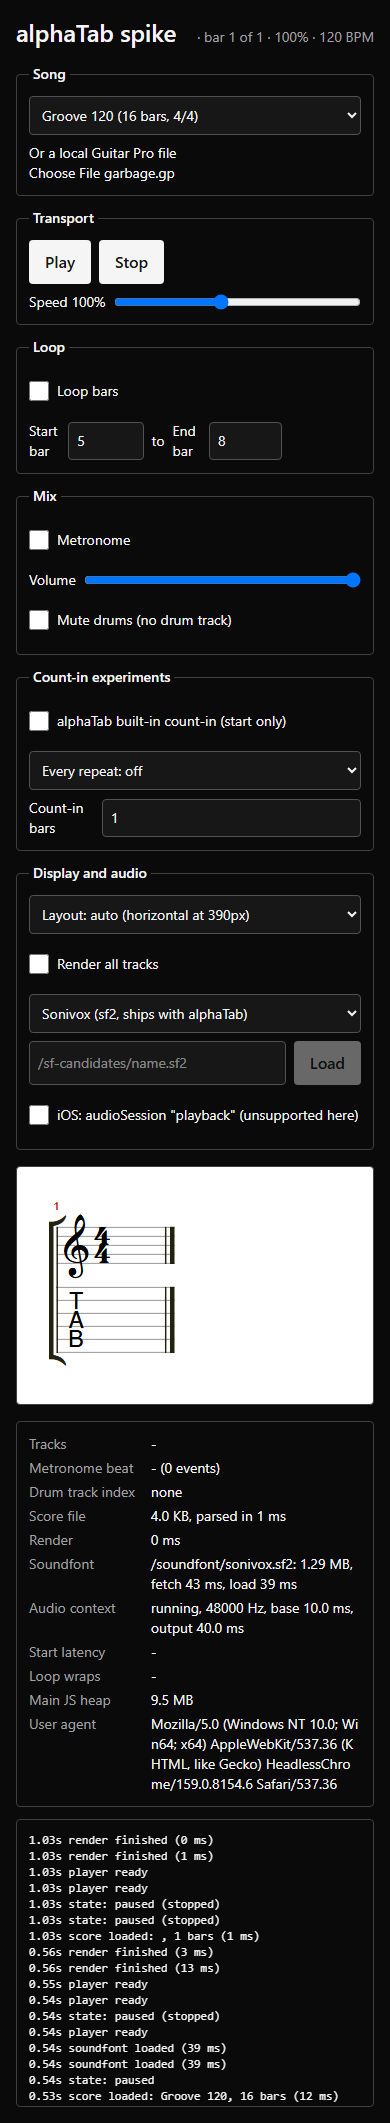 alphaTab spike · bar 1 of 1 · 100% · 120 BPM
Song
Groove 120 (16 bars, 4/4)
Or a local Guitar Pro file
Choose File garbage.gp
Transport
Play Stop
Speed 100%
Loop
Loop bars
Start bar 5 to End bar 8
Mix
Metronome
Volume
Mute drums (no drum track)
Count-in experiments
alphaTab built-in count-in (start only)
Every repeat: off
Count-in bars 1
Display and audio
Layout: auto (horizontal at 390px)
Render all tracks
Sonivox (sf2, ships with alphaTab)
/sf-candidates/name.sf2 Load
iOS: audioSession "playback" (unsupported here)
1
4
4
T
A
B
Tracks -
Metronome beat - (0 events)
Drum track index none
Score file 4.0 KB, parsed in 1 ms
Render 0 ms
Soundfont /soundfont/sonivox.sf2: 1.29 MB,
fetch 43 ms, load 39 ms
Audio context running, 48000 Hz, base 10.0 ms,
output 40.0 ms
Start latency -
Loop wraps -
Main JS heap 9.5 MB
User agent Mozilla/5.0 (Windows NT 10.0; Wi
n64; x64) AppleWebKit/537.36 (K
HTML, like Gecko) HeadlessChro
me/159.0.8154.6 Safari/537.36
1.03s render finished (0 ms)
1.03s render finished (1 ms)
1.03s player ready
1.03s player ready
1.03s state: paused (stopped)
1.03s state: paused (stopped)
1.03s score loaded: , 1 bars (1 ms)
0.56s render finished (3 ms)
0.56s render finished (13 ms)
0.55s player ready
0.54s player ready
0.54s state: paused (stopped)
0.54s player ready
0.54s soundfont loaded (39 ms)
0.54s soundfont loaded (39 ms)
0.54s state: paused
0.53s score loaded: Groove 120, 16 bars (12 ms)